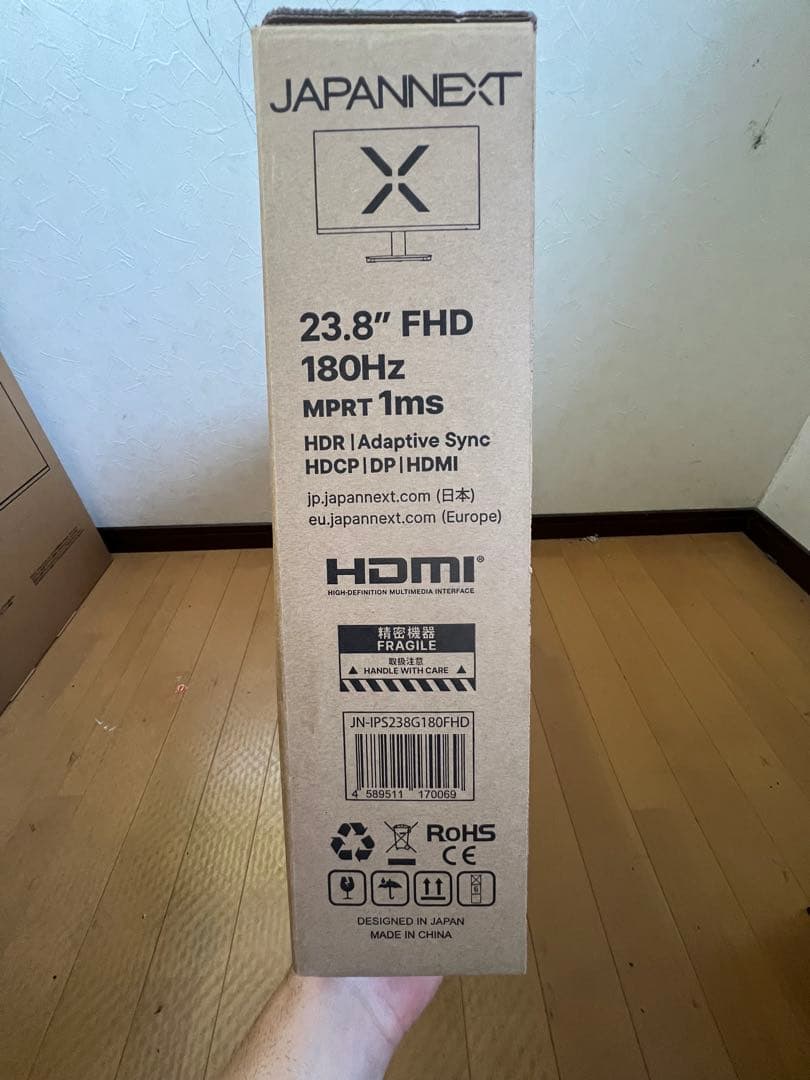 JAPANNEXT
23.8” FHD
180Hz
MPRT 1ms
HDR | Adaptive Sync
HDCP | DP | HDMI
jp.japannext.com (日本)
eu.japannext.com (Europe)
HDMI®
HIGH-DEFINITION MULTIMEDIA INTERFACE
精密機器
FRAGILE
取扱注意
HANDLE WITH CARE
JN-IPS238G180FHD
4 589511 170069
RoHS
CE
6
DESIGNED IN JAPAN
MADE IN CHINA